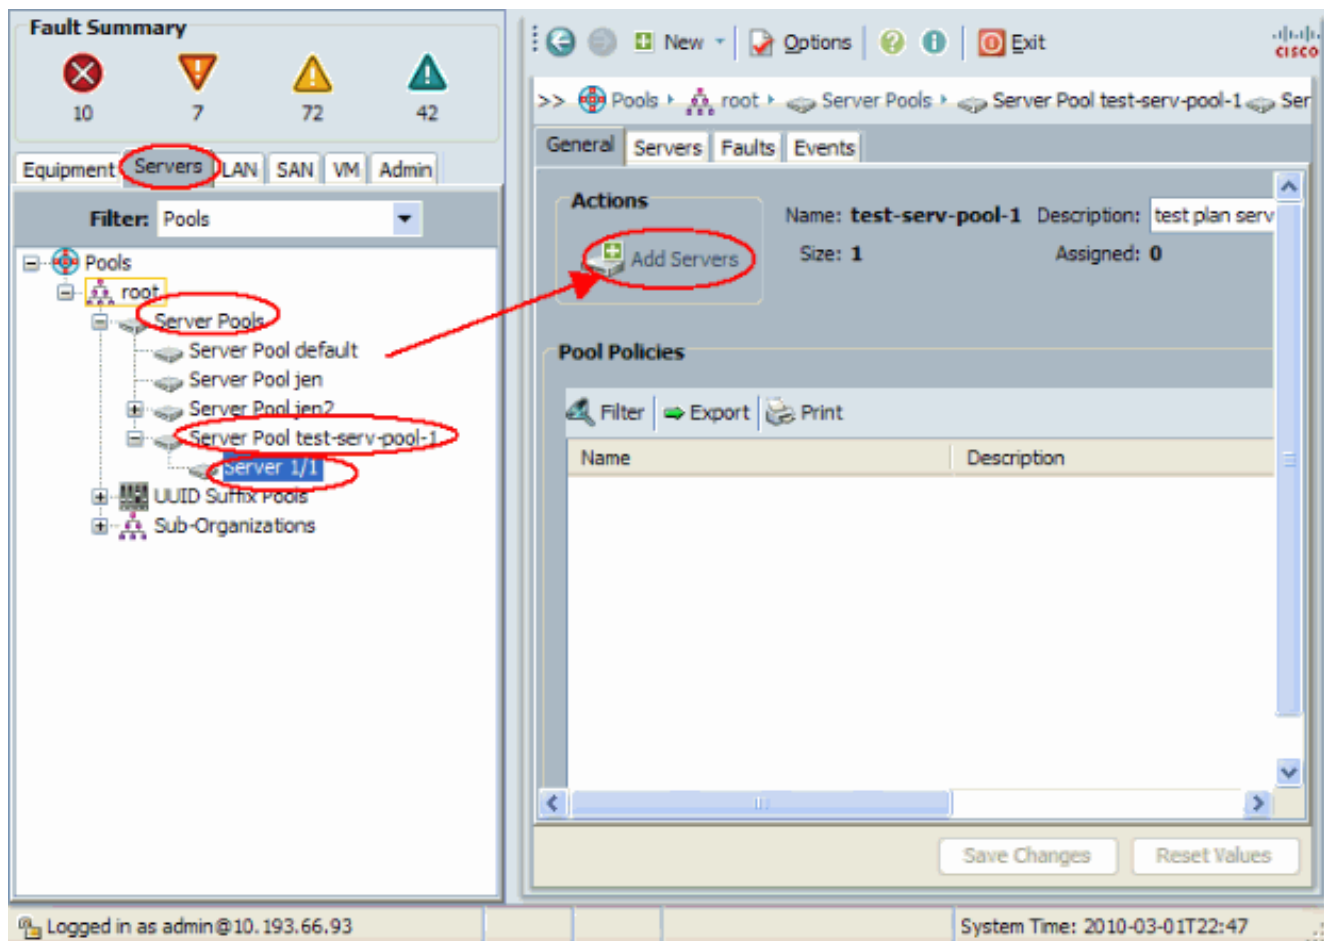 Fault Summary
10 7 72 42
Equipment Servers LAN SAN VM Admin
Filter: Pools
Pools
root
Server Pools
Server Pool default
Server Pool jen
Server Pool jen2
Server Pool test-serv-pool-1
Server 1/1
UUID Suffix Pools
Sub-Organizations
New Options Exit
CISCO
>> Pools root Server Pools Server Pool test-serv-pool-1 Ser
General Servers Faults Events
Actions
Add Servers
Name: test-serv-pool-1 Description: test plan serv
Size: 1 Assigned: 0
Pool Policies
Filter Export Print
Name Description
Save Changes Reset Values
Logged in as admin@10.193.66.93 System Time: 2010-03-01T22:47